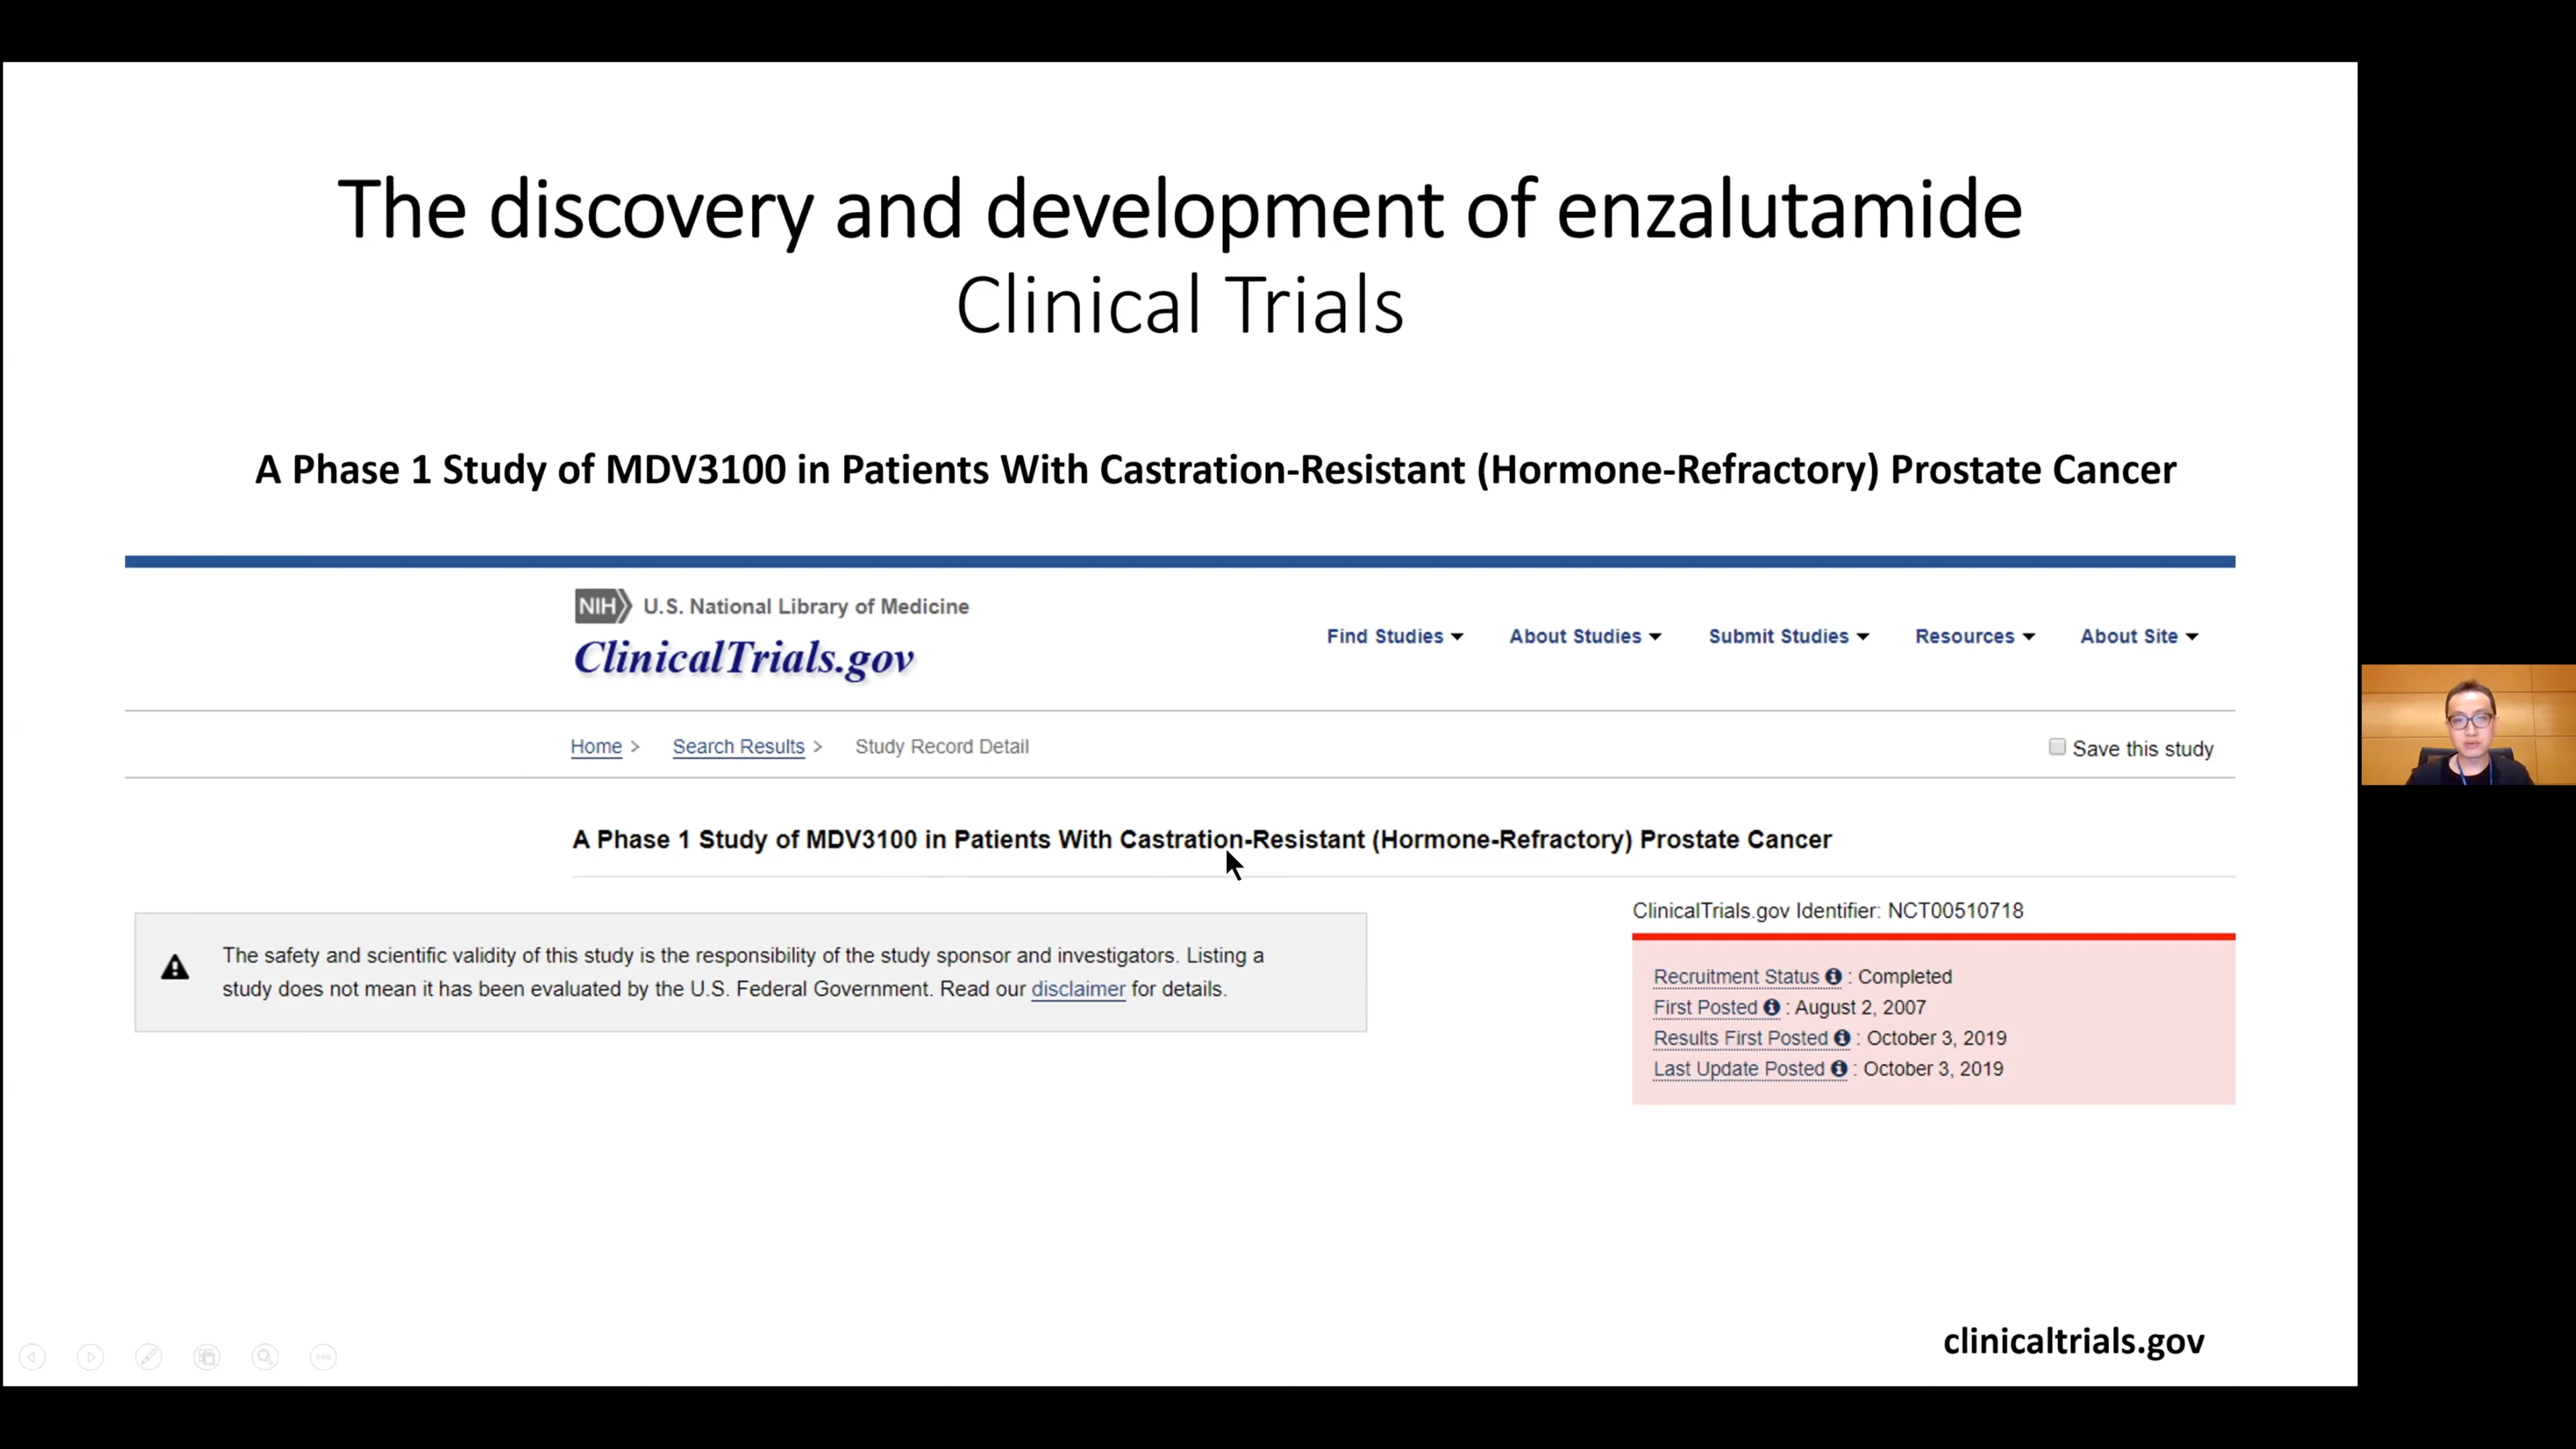 The discovery and development of enzalutamide
Clinical Trials
A Phase 1 Study of MDV3100 in Patients With Castration-Resistant (Hormone-Refractory) Prostate Cancer
NIH U.S. National Library of Medicine
ClinicalTrials.gov
Find Studies About Studies Submit Studies Resources About Site
Home > Search Results > Study Record Detail
Save this study
A Phase 1 Study of MDV3100 in Patients With Castration-Resistant (Hormone-Refractory) Prostate Cancer
The safety and scientific validity of this study is the responsibility of the study sponsor and investigators. Listing a
study does not mean it has been evaluated by the U.S. Federal Government. Read our disclaimer for details.
ClinicalTrials.gov Identifier: NCT00510718
Recruitment Status : Completed
First Posted : August 2, 2007
Results First Posted : October 3, 2019
Last Update Posted : October 3, 2019
clinicaltrials.gov